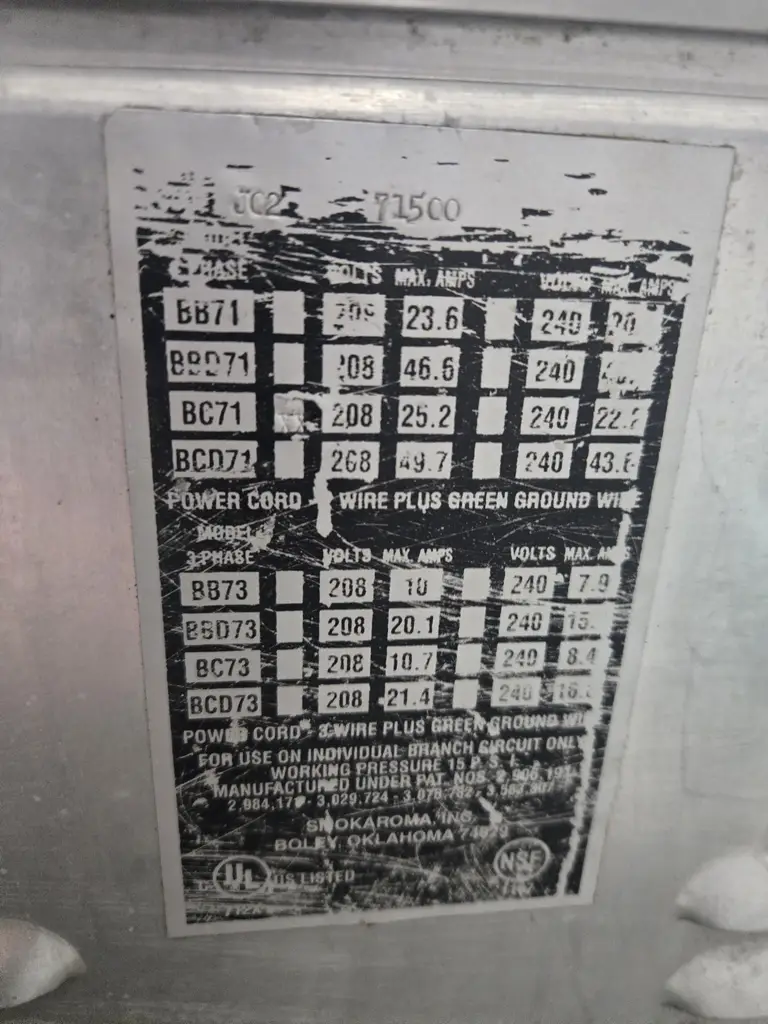 JC2 71500
PHASE VOLTS MAX. AMPS VOLTS MAX. AMPS
BB71 23.6 240
BBD71 208 46.6 240
BC71 208 25.2 240
BCD71 49.7 240
POWER CORD WIRE PLUS GREEN GROUND WIRE
MODEL
3 PHASE VOLTS MAX. AMPS VOLTS MAX. AMPS
BB73 208 10 240 7.9
BBD73 208 20.1 240
BC73 208 10.7 240 8.4
BCD73 208 21.4 240
POWER CORD - 3 WIRE PLUS GREEN GROUND
FOR USE ON INDIVIDUAL BRANCH CIRCUIT ONLY
WORKING PRESSURE 15 P.S.I.
MANUFACTURED UNDER PAT. NOS.
3,029,724 -
SMOKAROMA, INC.
BOLEY, OKLAHOMA
UL LISTED NSF